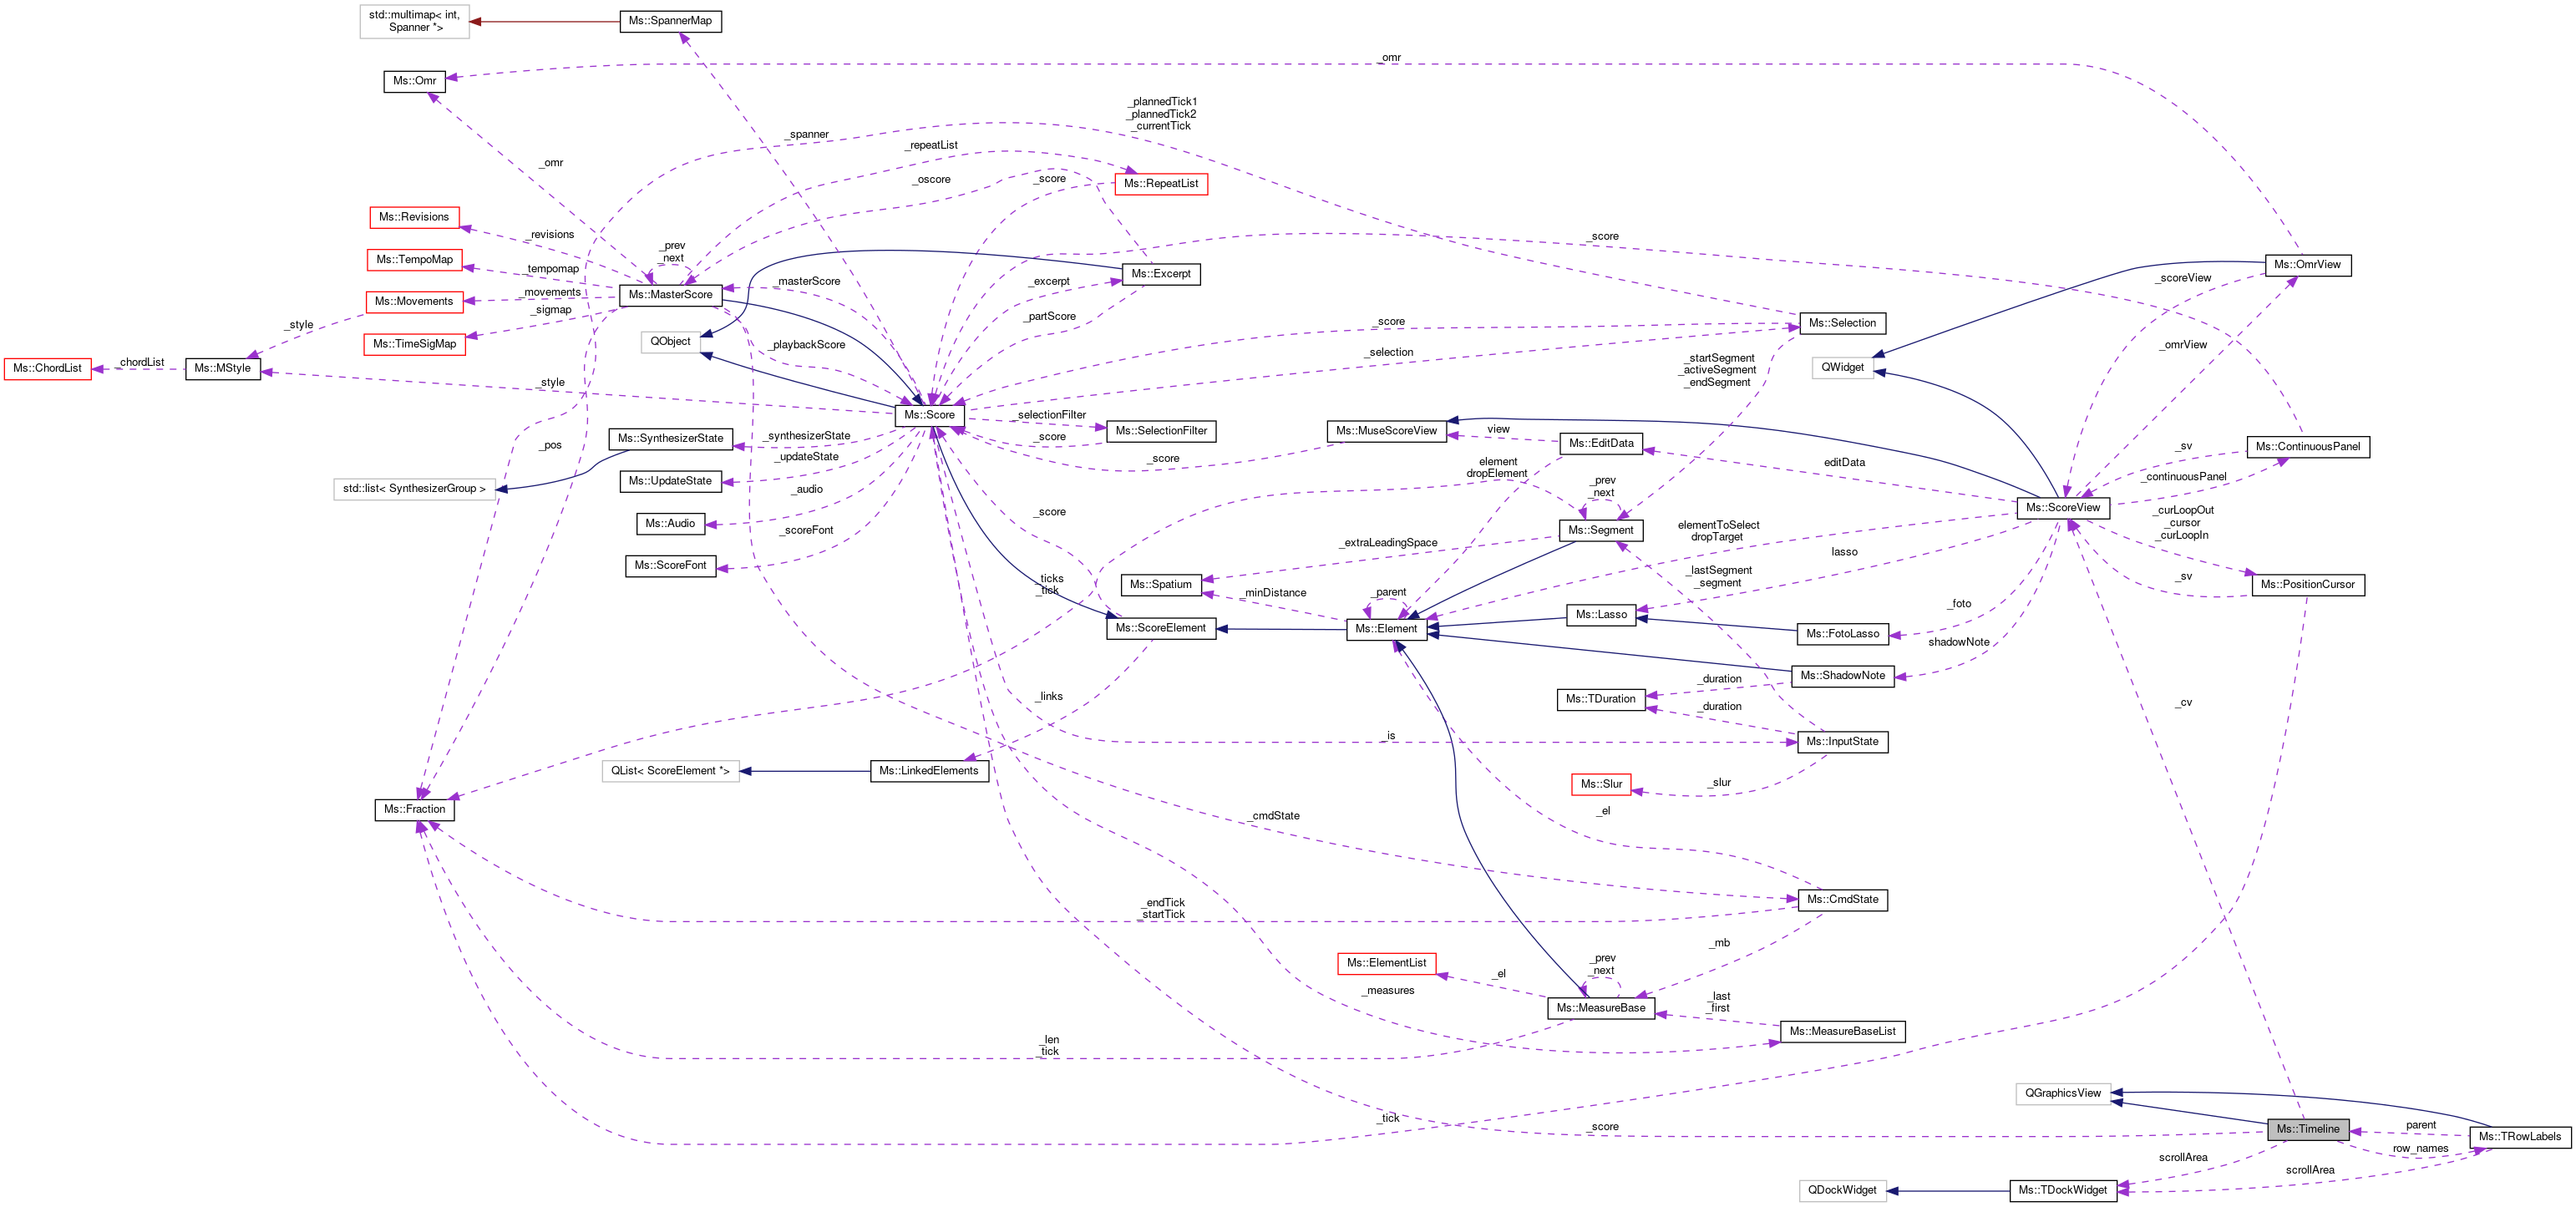 std::multimap< int,
Spanner *>
Ms::SpannerMap
_omr
Ms::Omr
_plannedTick1
_plannedTick2
_currentTick
_spanner
_repeatList
_omr
_oscore
_score
Ms::RepeatList
Ms::Revisions
_revisions
_score
_prev
_next
Ms::TempoMap
_tempomap
Ms::Excerpt
Ms::OmrView
_masterScore
_excerpt
_scoreView
Ms::MasterScore
Ms::Movements
_movements
_sigmap
_partScore
Ms::Selection
_style
_score
Ms::TimeSigMap
QObject
_playbackScore
_selection
_omrView
_startSegment
_activeSegment
_endSegment
Ms::ChordList
_chordList
Ms::MStyle
QWidget
_style
Ms::Score
_selectionFilter
Ms::SelectionFilter
_score
Ms::MuseScoreView
view
Ms::EditData
Ms::SynthesizerState
_synthesizerState
_pos
_sv
Ms::ContinuousPanel
_updateState
_score
element
dropElement
editData
_continuousPanel
std::list< SynthesizerGroup >
Ms::UpdateState
_audio
_prev
_next
Ms::ScoreView
_curLoopOut
_cursor
_curLoopIn
Ms::Audio
_scoreFont
_score
Ms::Segment
elementToSelect
dropTarget
_extraLeadingSpace
lasso
Ms::ScoreFont
_ticks
_tick
Ms::Spatium
_minDistance
_parent
_lastSegment
_segment
_sv
Ms::PositionCursor
_foto
Ms::ScoreElement
Ms::Element
Ms::Lasso
Ms::FotoLasso
shadowNote
Ms::ShadowNote
_duration
_links
Ms::TDuration
_duration
_cv
_is
Ms::InputState
QList< ScoreElement *>
Ms::LinkedElements
Ms::Slur
_slur
Ms::Fraction
_cmdState
_el
_endTick
_startTick
Ms::CmdState
_mb
Ms::ElementList
_el
_prev
_next
_measures
Ms::MeasureBase
_last
_first
Ms::MeasureBaseList
_len
_tick
QGraphicsView
_tick
_score
Ms::Timeline
parent
Ms::TRowLabels
row_names
scrollArea
scrollArea
QDockWidget
Ms::TDockWidget